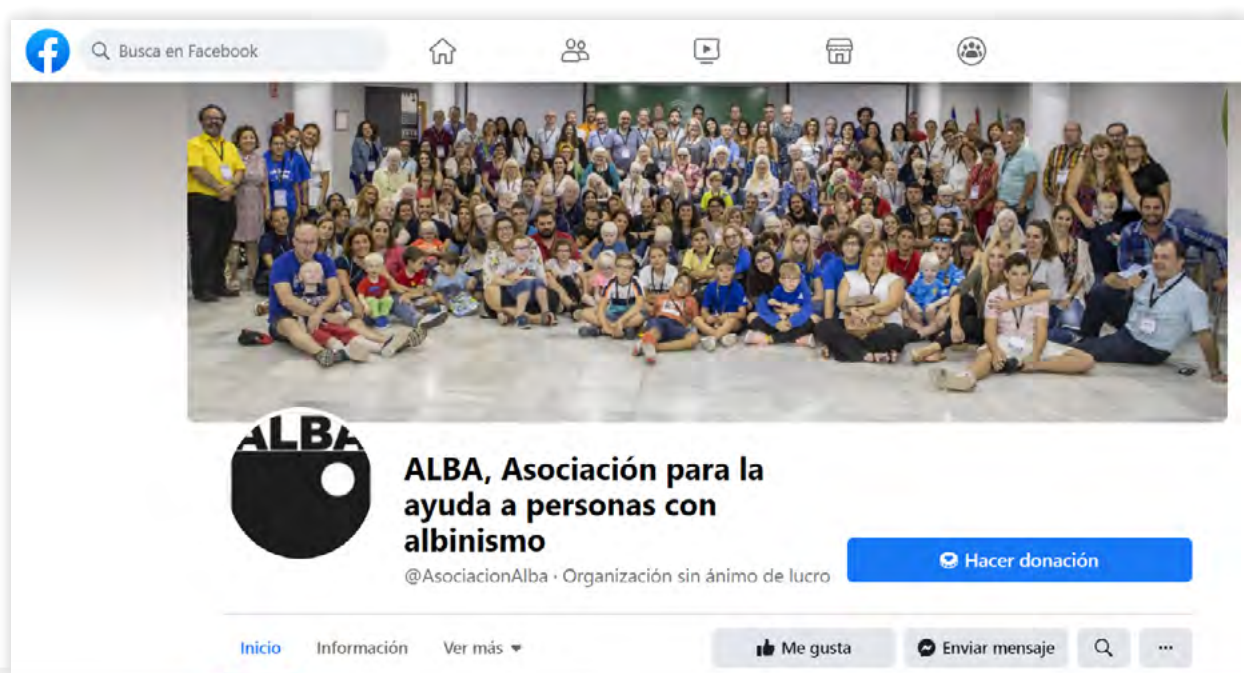 Busca en Facebook
ALBA
ALBA, Asociación para la
ayuda a personas con
albinismo
@AsociacionAlba · Organización sin ánimo de lucro
Hacer donación
Inicio Información Ver más
Me gusta Enviar mensaje